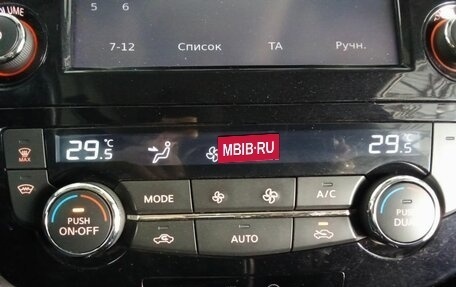 VOLUME
5 6
7-12 Список TA Ручн.
MAX
29.5°C
MBIB.RU
29.5°C
MODE
A/C
PUSH
ON·OFF
AUTO
PUSH
DUAL